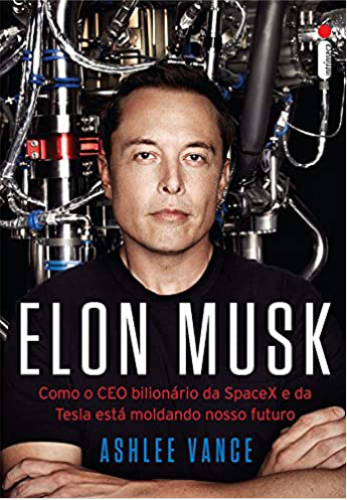 ELON MUSK
Como o CEO bilionário da SpaceX e da
Tesla está moldando nosso futuro
ASHLEE VANCE